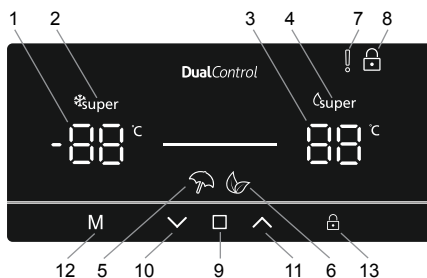 1 2 3 4 7 8
DualControl
super super
-88 °C 88 °C
M
12 5 10 9 11 6 13